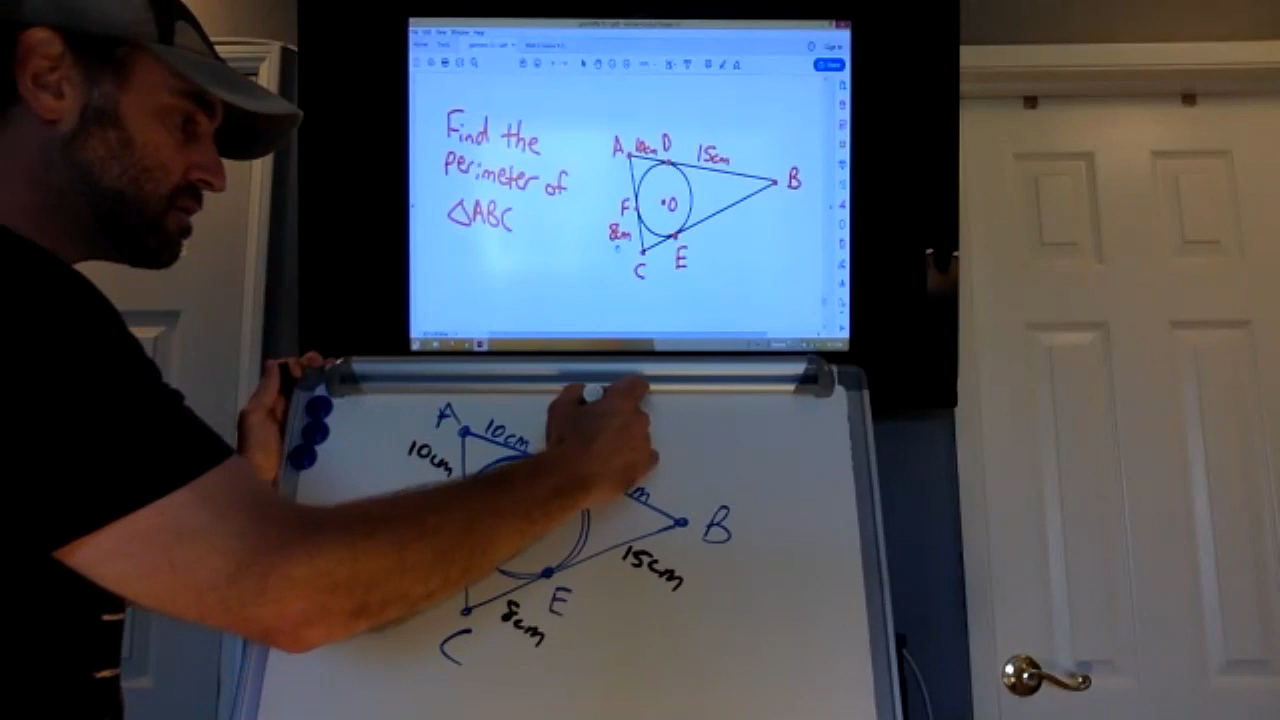 Find the
perimeter of
△ABC
A 10cm D 15cm
B
F
O
8cm
C E
A 10cm
10cm
m
B
15cm
E
8cm
C